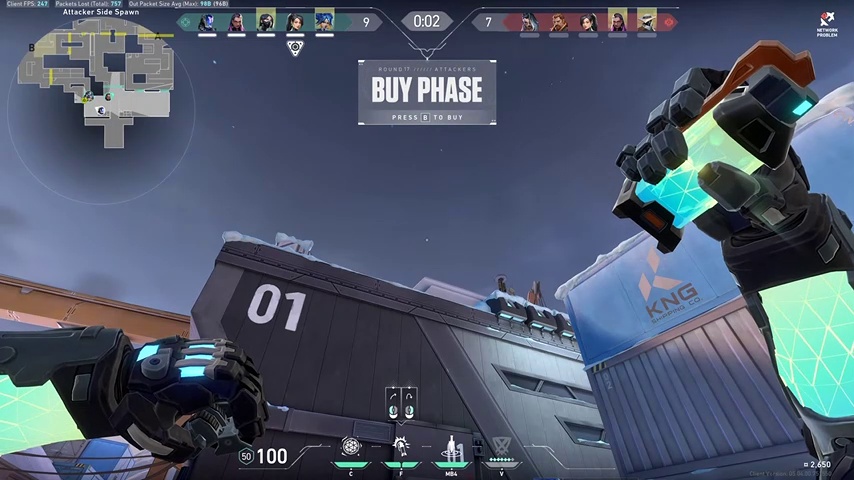 Client FPS: 247 Packets Lost (Total): 757 Out Packet Size Avg (Max): 98B (96B)
Attacker Side Spawn
B
9
0:02
7
NETWORK
PROBLEM
ROUND 17 ////// ATTACKERS
BUY PHASE
PRESS B TO BUY
01
KNG
SHIPPING CO.
50 100
C
F
MB4
V
2,650